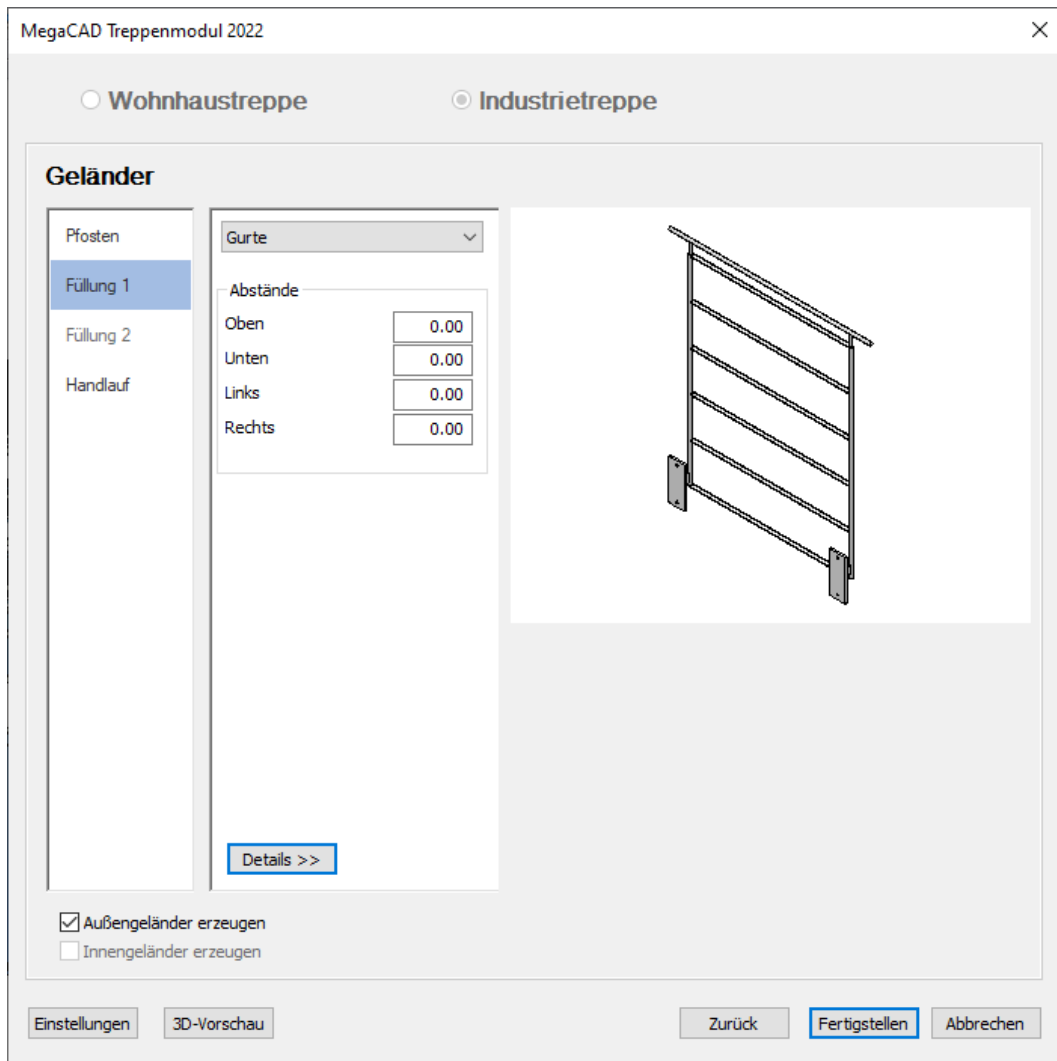 MegaCAD Treppenmodul 2022
Wohnhaustreppe Industrietreppe
Geländer
Pfosten
Füllung 1
Füllung 2
Handlauf
Gurte
Abstände
Oben 0.00
Unten 0.00
Links 0.00
Rechts 0.00
Details >>
Außengeländer erzeugen
Innengeländer erzeugen
Einstellungen 3D-Vorschau Zurück Fertigstellen Abbrechen